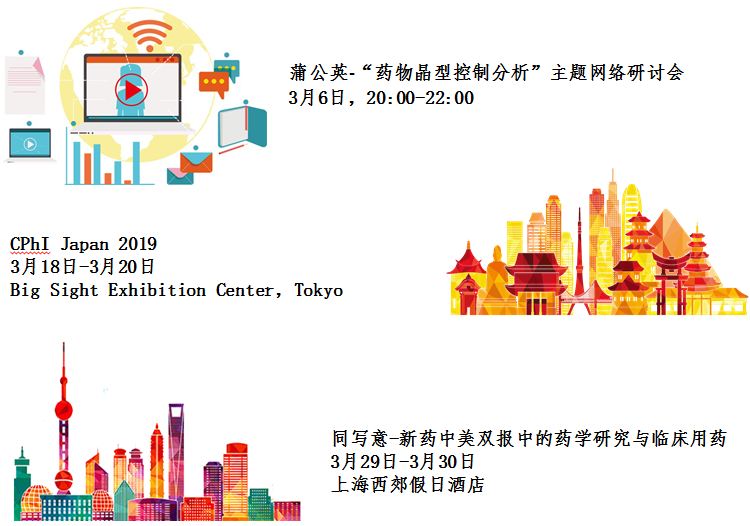 蒲公英-“药物晶型控制分析”主题网络研讨会
3月6日，20:00-22:00
CPhI Japan 2019
3月18日-3月20日
Big Sight Exhibition Center, Tokyo
同写意-新药中美双报中的药学研究与临床用药
3月29日-3月30日
上海西郊假日酒店